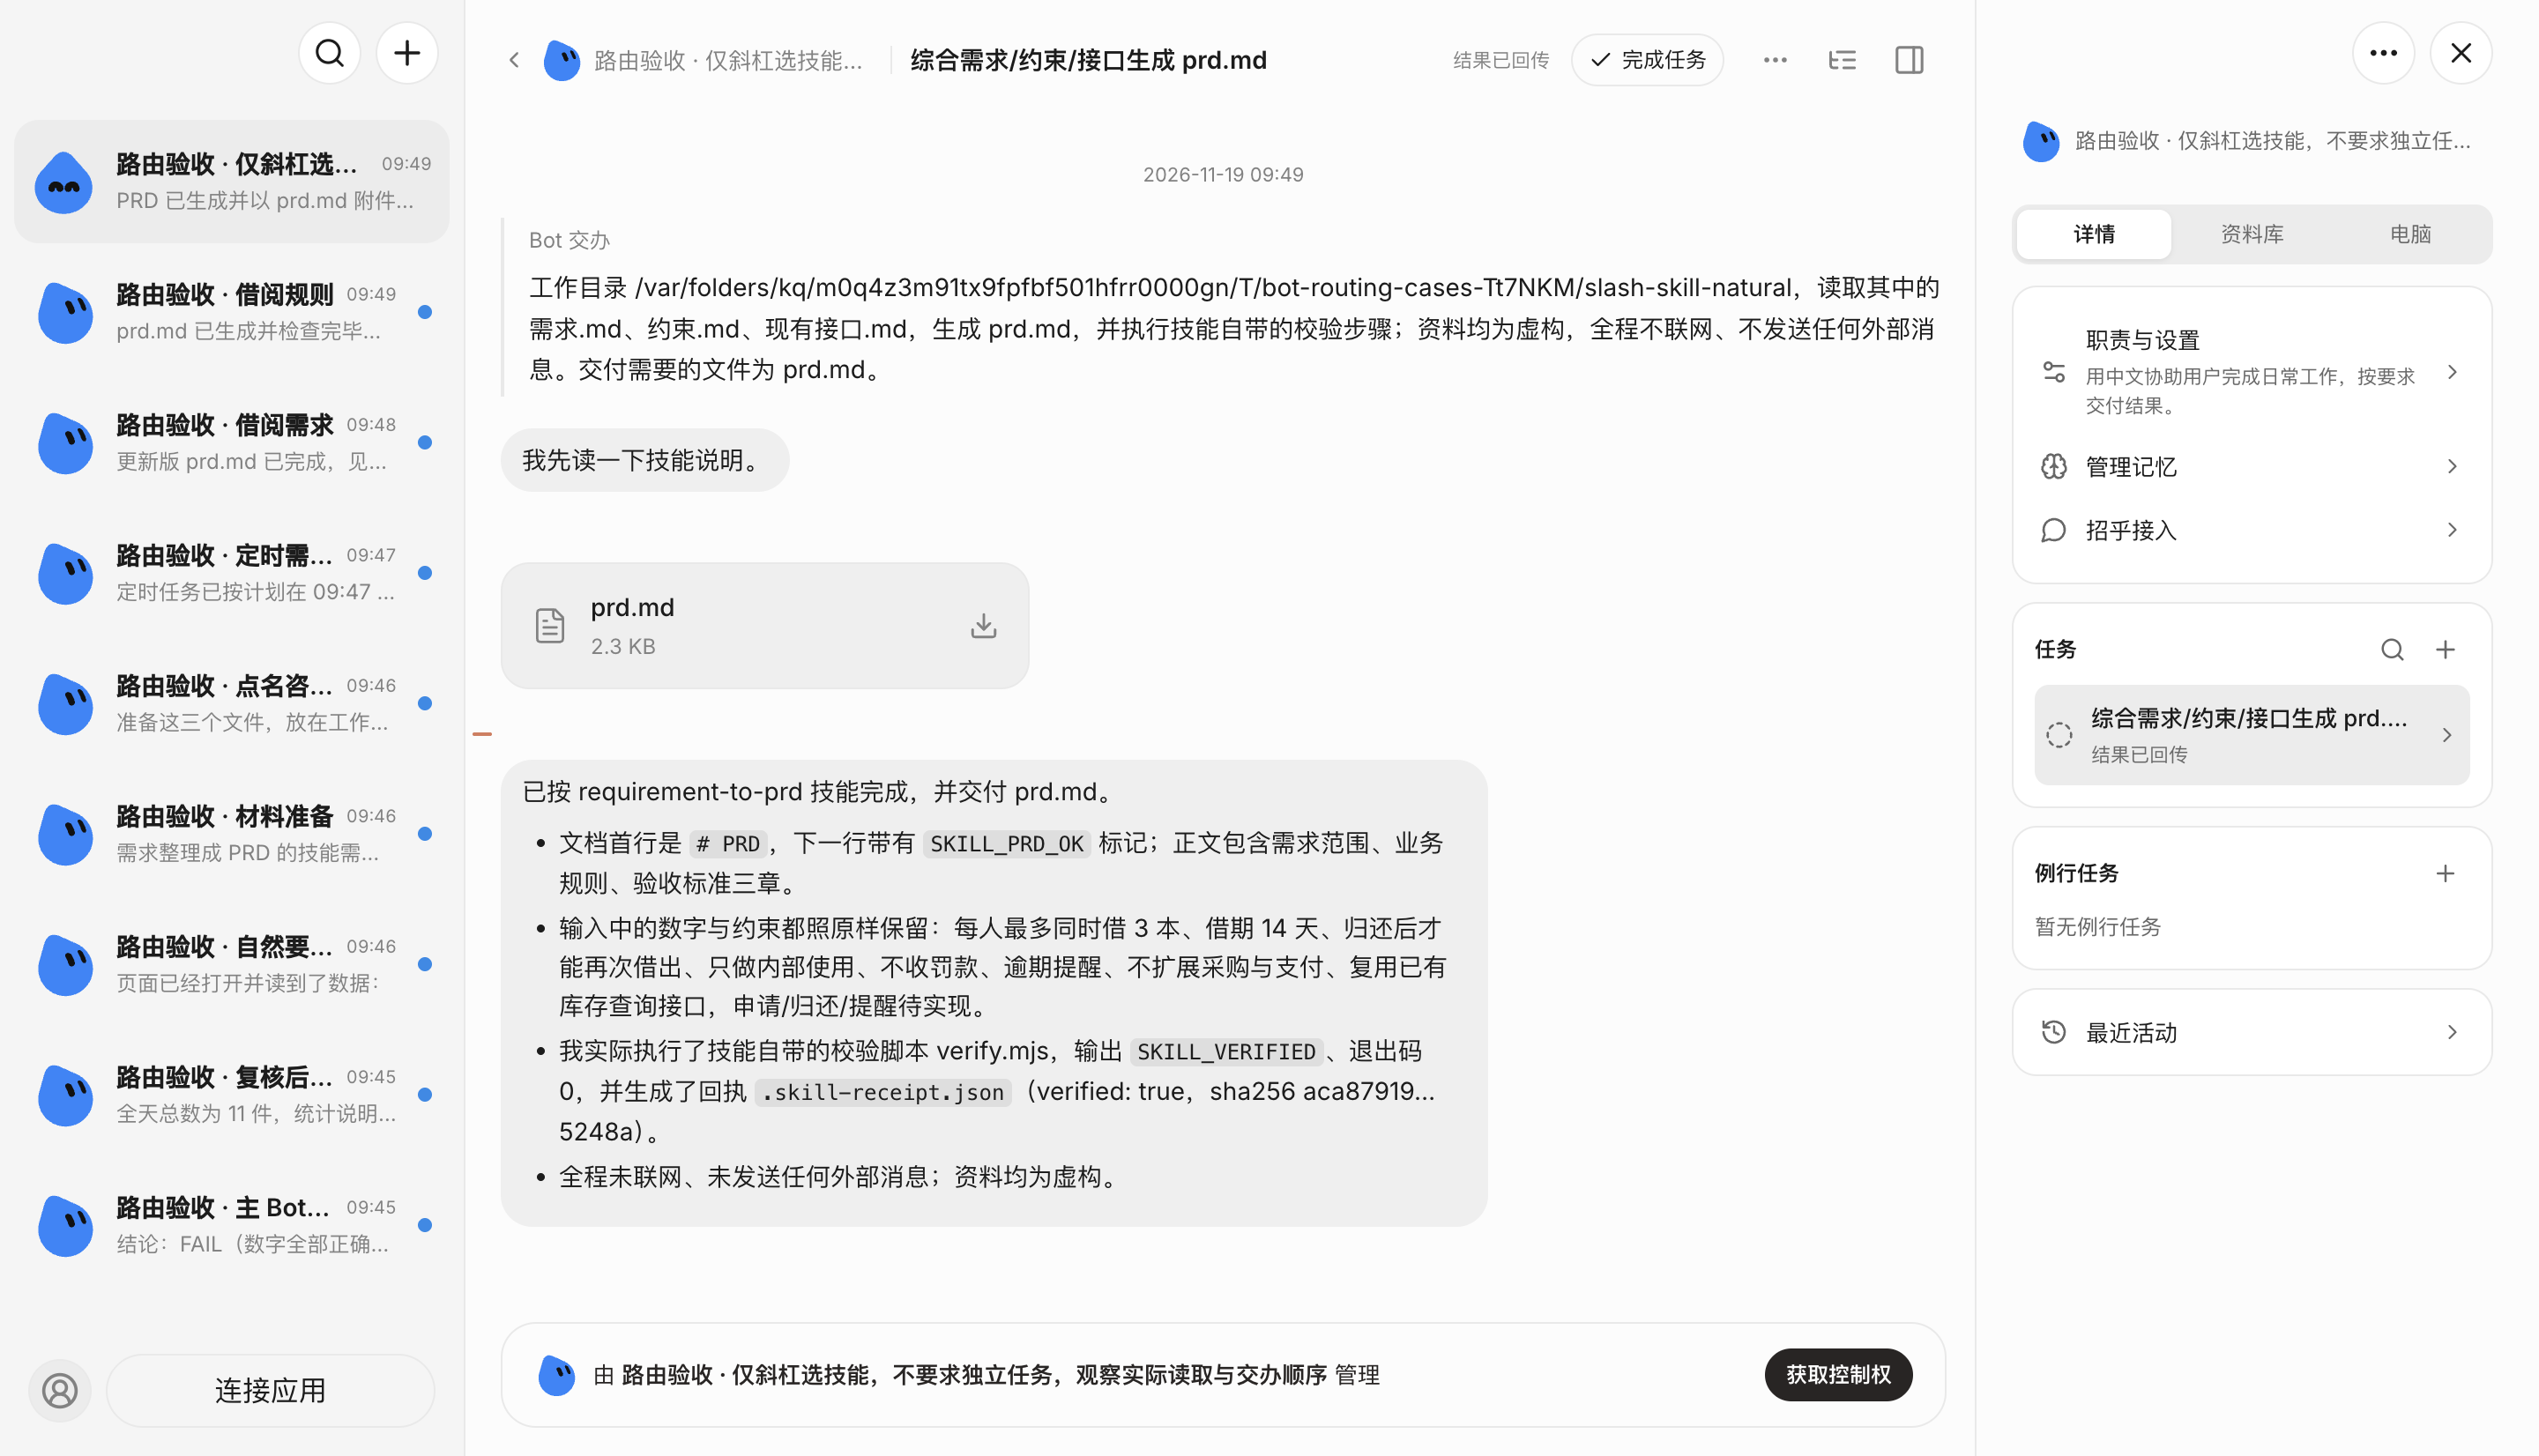 路由验收 · 仅斜杠选... 09:49
PRD 已生成并以 prd.md 附件...
路由验收 · 借阅规则 09:49
prd.md 已生成并检查完毕...
路由验收 · 借阅需求 09:48
更新版 prd.md 已完成，见...
路由验收 · 定时需... 09:47
定时任务已按计划在 09:47 ...
路由验收 · 点名咨... 09:46
准备这三个文件，放在工作...
路由验收 · 材料准备 09:46
需求整理成 PRD 的技能需...
路由验收 · 自然要... 09:46
页面已经打开并读到了数据：
路由验收 · 复核后... 09:45
全天总数为 11 件，统计说明...
路由验收 · 主 Bot... 09:45
结论：FAIL（数字全部正确...
连接应用
路由验收 · 仅斜杠选技能... 综合需求/约束/接口生成 prd.md 结果已回传 完成任务
2026-11-19 09:49
Bot 交办
工作目录 /var/folders/kq/m0q4z3m91tx9fpfbf501hfrr0000gn/T/bot-routing-cases-Tt7NKM/slash-skill-natural，读取其中的
需求.md、约束.md、现有接口.md，生成 prd.md，并执行技能自带的校验步骤；资料均为虚构，全程不联网、不发送任何外部消
息。交付需要的文件为 prd.md。
我先读一下技能说明。
prd.md
2.3 KB
已按 requirement-to-prd 技能完成，并交付 prd.md。
• 文档首行是 # PRD，下一行带有 SKILL_PRD_OK 标记；正文包含需求范围、业务
规则、验收标准三章。
• 输入中的数字与约束都照原样保留：每人最多同时借 3 本、借期 14 天、归还后才
能再次借出、只做内部使用、不收罚款、逾期提醒、不扩展采购与支付、复用已有
库存查询接口，申请/归还/提醒待实现。
• 我实际执行了技能自带的校验脚本 verify.mjs，输出 SKILL_VERIFIED、退出码
0，并生成了回执 .skill-receipt.json（verified: true，sha256 aca87919...
5248a）。
• 全程未联网、未发送任何外部消息；资料均为虚构。
由 路由验收 · 仅斜杠选技能，不要求独立任务，观察实际读取与交办顺序 管理 获取控制权
路由验收 · 仅斜杠选技能，不要求独立任...
详情 资料库 电脑
职责与设置
用中文协助用户完成日常工作，按要求
交付结果。
管理记忆
招乎接入
任务
综合需求/约束/接口生成 prd....
结果已回传
例行任务
暂无例行任务
最近活动